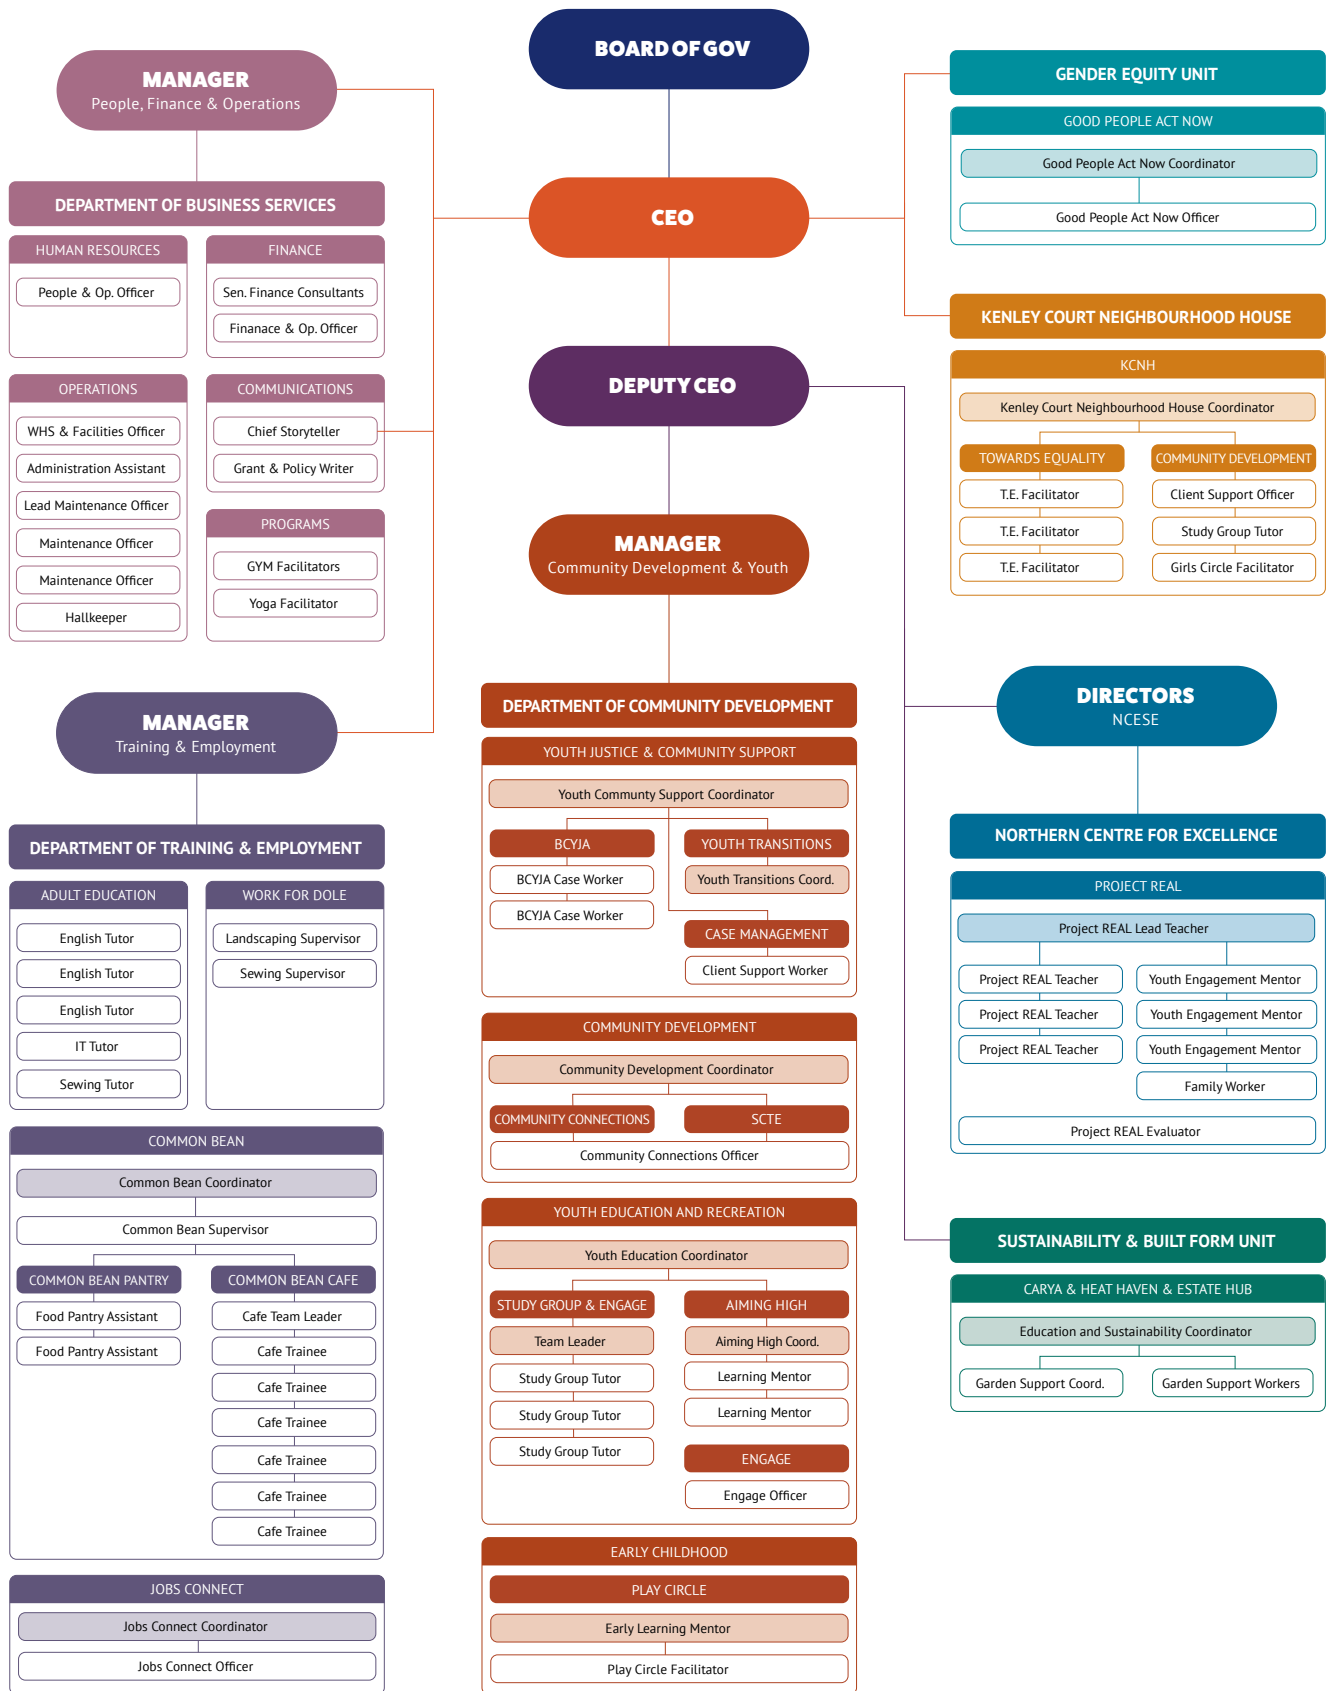 BOARD OF GOV
CEO
DEPUTY CEO
MANAGER
Community Development & Youth
MANAGER
People, Finance & Operations
DEPARTMENT OF BUSINESS SERVICES
HUMAN RESOURCES
People & Op. Officer
FINANCE
Sen. Finance Consultants
Finanace & Op. Officer
OPERATIONS
WHS & Facilities Officer
Administration Assistant
Lead Maintenance Officer
Maintenance Officer
Maintenance Officer
Hallkeeper
COMMUNICATIONS
Chief Storyteller
Grant & Policy Writer
PROGRAMS
GYM Facilitators
Yoga Facilitator
MANAGER
Training & Employment
DEPARTMENT OF TRAINING & EMPLOYMENT
ADULT EDUCATION
English Tutor
English Tutor
English Tutor
IT Tutor
Sewing Tutor
WORK FOR DOLE
Landscaping Supervisor
Sewing Supervisor
COMMON BEAN
Common Bean Coordinator
Common Bean Supervisor
COMMON BEAN PANTRY
Food Pantry Assistant
Food Pantry Assistant
COMMON BEAN CAFE
Cafe Team Leader
Cafe Trainee
Cafe Trainee
Cafe Trainee
Cafe Trainee
Cafe Trainee
Cafe Trainee
JOBS CONNECT
Jobs Connect Coordinator
Jobs Connect Officer
DEPARTMENT OF COMMUNITY DEVELOPMENT
YOUTH JUSTICE & COMMUNITY SUPPORT
Youth Communty Support Coordinator
BCYJA
BCYJA Case Worker
BCYJA Case Worker
YOUTH TRANSITIONS
Youth Transitions Coord.
CASE MANAGEMENT
Client Support Worker
COMMUNITY DEVELOPMENT
Community Development Coordinator
COMMUNITY CONNECTIONS
SCTE
Community Connections Officer
YOUTH EDUCATION AND RECREATION
Youth Education Coordinator
STUDY GROUP & ENGAGE
Team Leader
Study Group Tutor
Study Group Tutor
Study Group Tutor
AIMING HIGH
Aiming High Coord.
Learning Mentor
Learning Mentor
ENGAGE
Engage Officer
EARLY CHILDHOOD
PLAY CIRCLE
Early Learning Mentor
Play Circle Facilitator
GENDER EQUITY UNIT
GOOD PEOPLE ACT NOW
Good People Act Now Coordinator
Good People Act Now Officer
KENLEY COURT NEIGHBOURHOOD HOUSE
KCNH
Kenley Court Neighbourhood House Coordinator
TOWARDS EQUALITY
T.E. Facilitator
T.E. Facilitator
T.E. Facilitator
COMMUNITY DEVELOPMENT
Client Support Officer
Study Group Tutor
Girls Circle Facilitator
DIRECTORS
NCESE
NORTHERN CENTRE FOR EXCELLENCE
PROJECT REAL
Project REAL Lead Teacher
Project REAL Teacher
Project REAL Teacher
Project REAL Teacher
Youth Engagement Mentor
Youth Engagement Mentor
Youth Engagement Mentor
Family Worker
Project REAL Evaluator
SUSTAINABILITY & BUILT FORM UNIT
CARYA & HEAT HAVEN & ESTATE HUB
Education and Sustainability Coordinator
Garden Support Coord.
Garden Support Workers